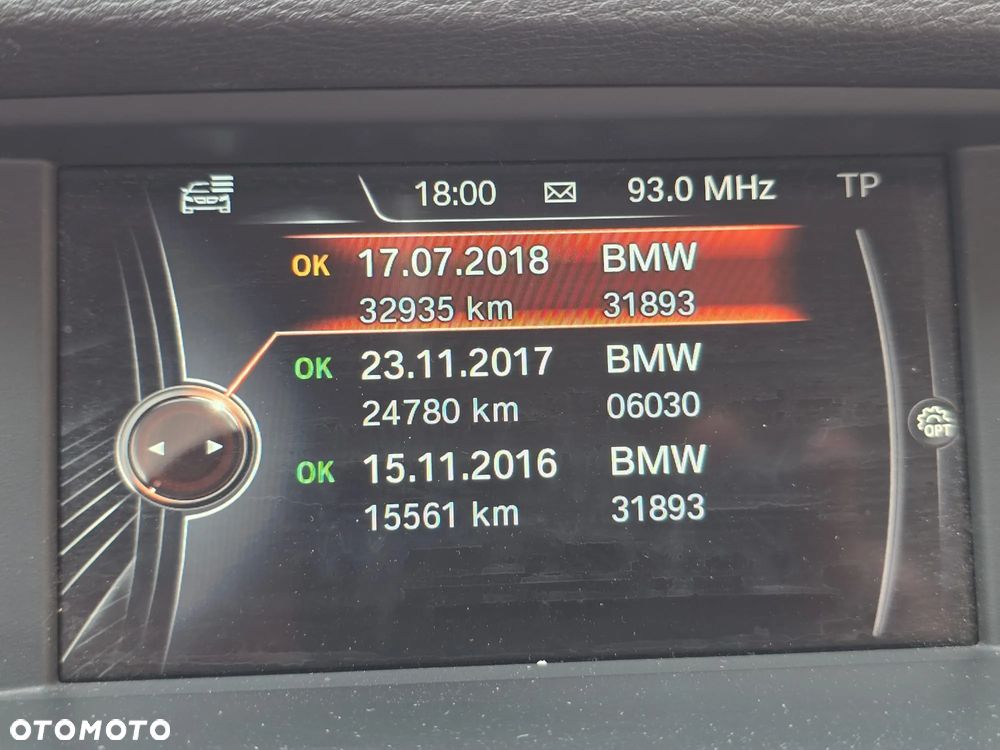 18:00 93.0 MHz TP
OK 17.07.2018 BMW
32935 km 31893
OK 23.11.2017 BMW
24780 km 06030
OK 15.11.2016 BMW
15561 km 31893
OPT
OTOMOTO